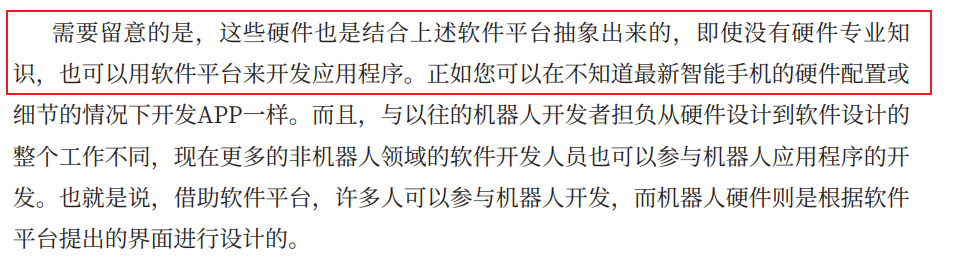 需要留意的是，这些硬件也是结合上述软件平台抽象出来的，即使没有硬件专业知
识，也可以用软件平台来开发应用程序。正如您可以在不知道最新智能手机的硬件配置或
细节的情况下开发APP一样。而且，与以往的机器人开发者担负从硬件设计到软件设计的
整个工作不同，现在更多的非机器人领域的软件开发人员也可以参与机器人应用程序的开
发。也就是说，借助软件平台，许多人可以参与机器人开发，而机器人硬件则是根据软件
平台提出的界面进行设计的。